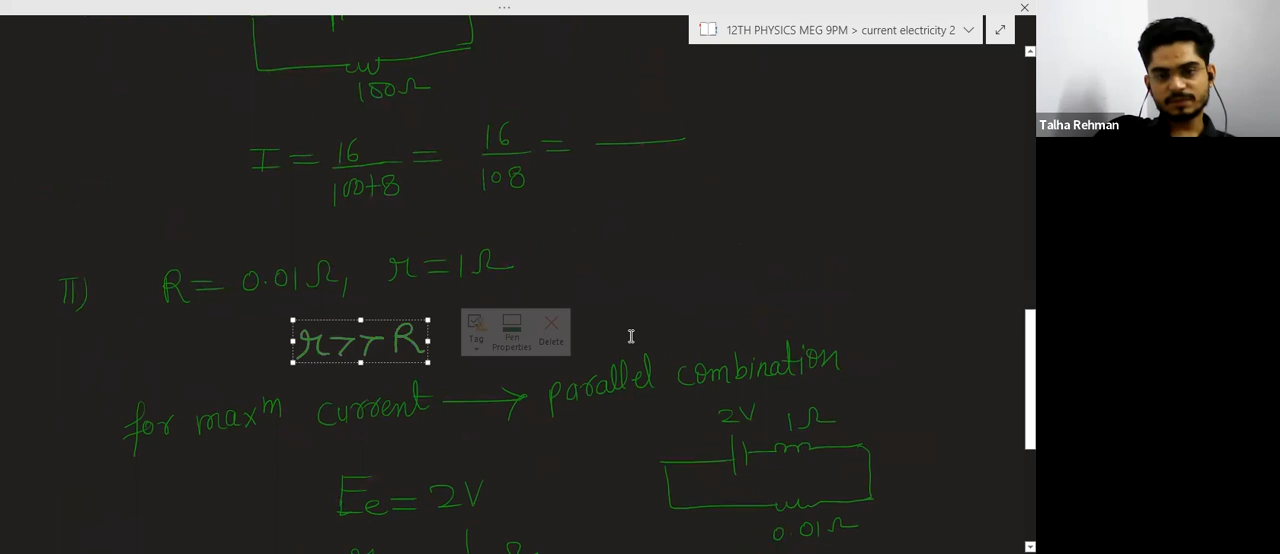 12TH PHYSICS MEG 9PM > current electricity 2
Talha Rehman
100Ω
I = 16/100+8 = 16/108 =
II) R = 0.01Ω, r = 1Ω
r >> R
Tag
Pen Properties
Delete
for maxᵐ current → parallel combination
2V 1Ω
Eₑ = 2V
0.01Ω